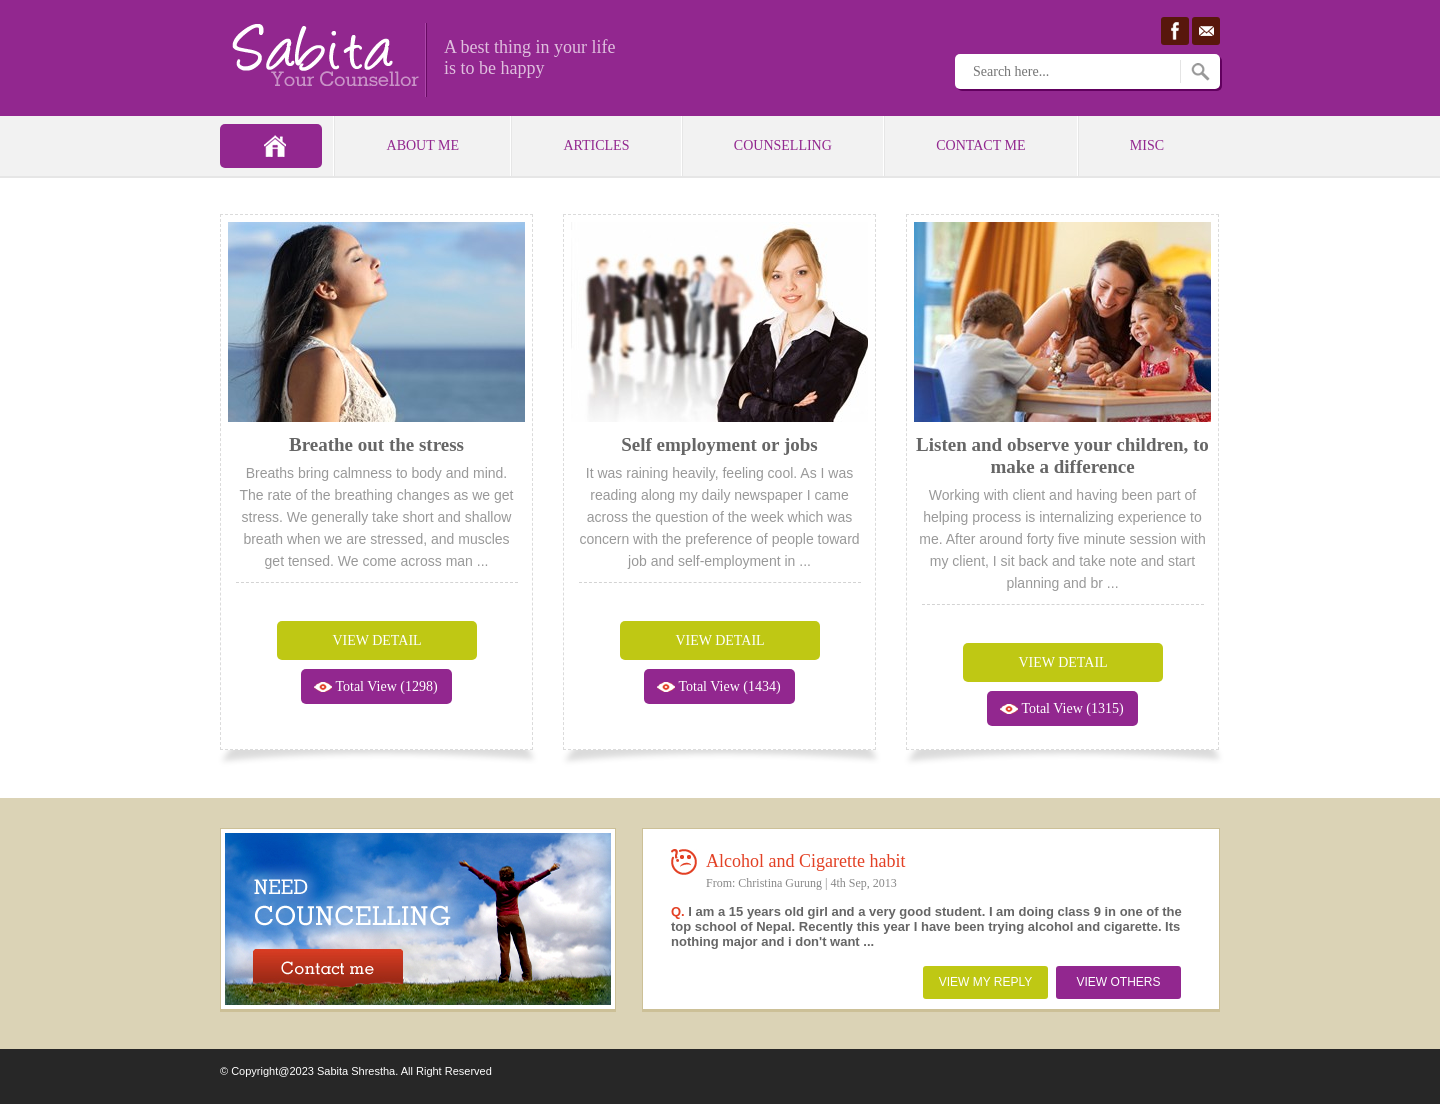 Sabita
Your Counsellor
A best thing in your life
is to be happy
Search here...
ABOUT ME
ARTICLES
COUNSELLING
CONTACT ME
MISC
Breathe out the stress
Breaths bring calmness to body and mind.
The rate of the breathing changes as we get
stress. We generally take short and shallow
breath when we are stressed, and muscles
get tensed. We come across man ...
VIEW DETAIL
Total View (1298)
Self employment or jobs
It was raining heavily, feeling cool. As I was
reading along my daily newspaper I came
across the question of the week which was
concern with the preference of people toward
job and self-employment in ...
VIEW DETAIL
Total View (1434)
Listen and observe your children, to
make a difference
Working with client and having been part of
helping process is internalizing experience to
me. After around forty five minute session with
my client, I sit back and take note and start
planning and br ...
VIEW DETAIL
Total View (1315)
NEED
COUNCELLING
Contact me
Alcohol and Cigarette habit
From: Christina Gurung | 4th Sep, 2013
Q. I am a 15 years old girl and a very good student. I am doing class 9 in one of the
top school of Nepal. Recently this year I have been trying alcohol and cigarette. Its
nothing major and i don't want ...
VIEW MY REPLY
VIEW OTHERS
© Copyright@2023 Sabita Shrestha. All Right Reserved